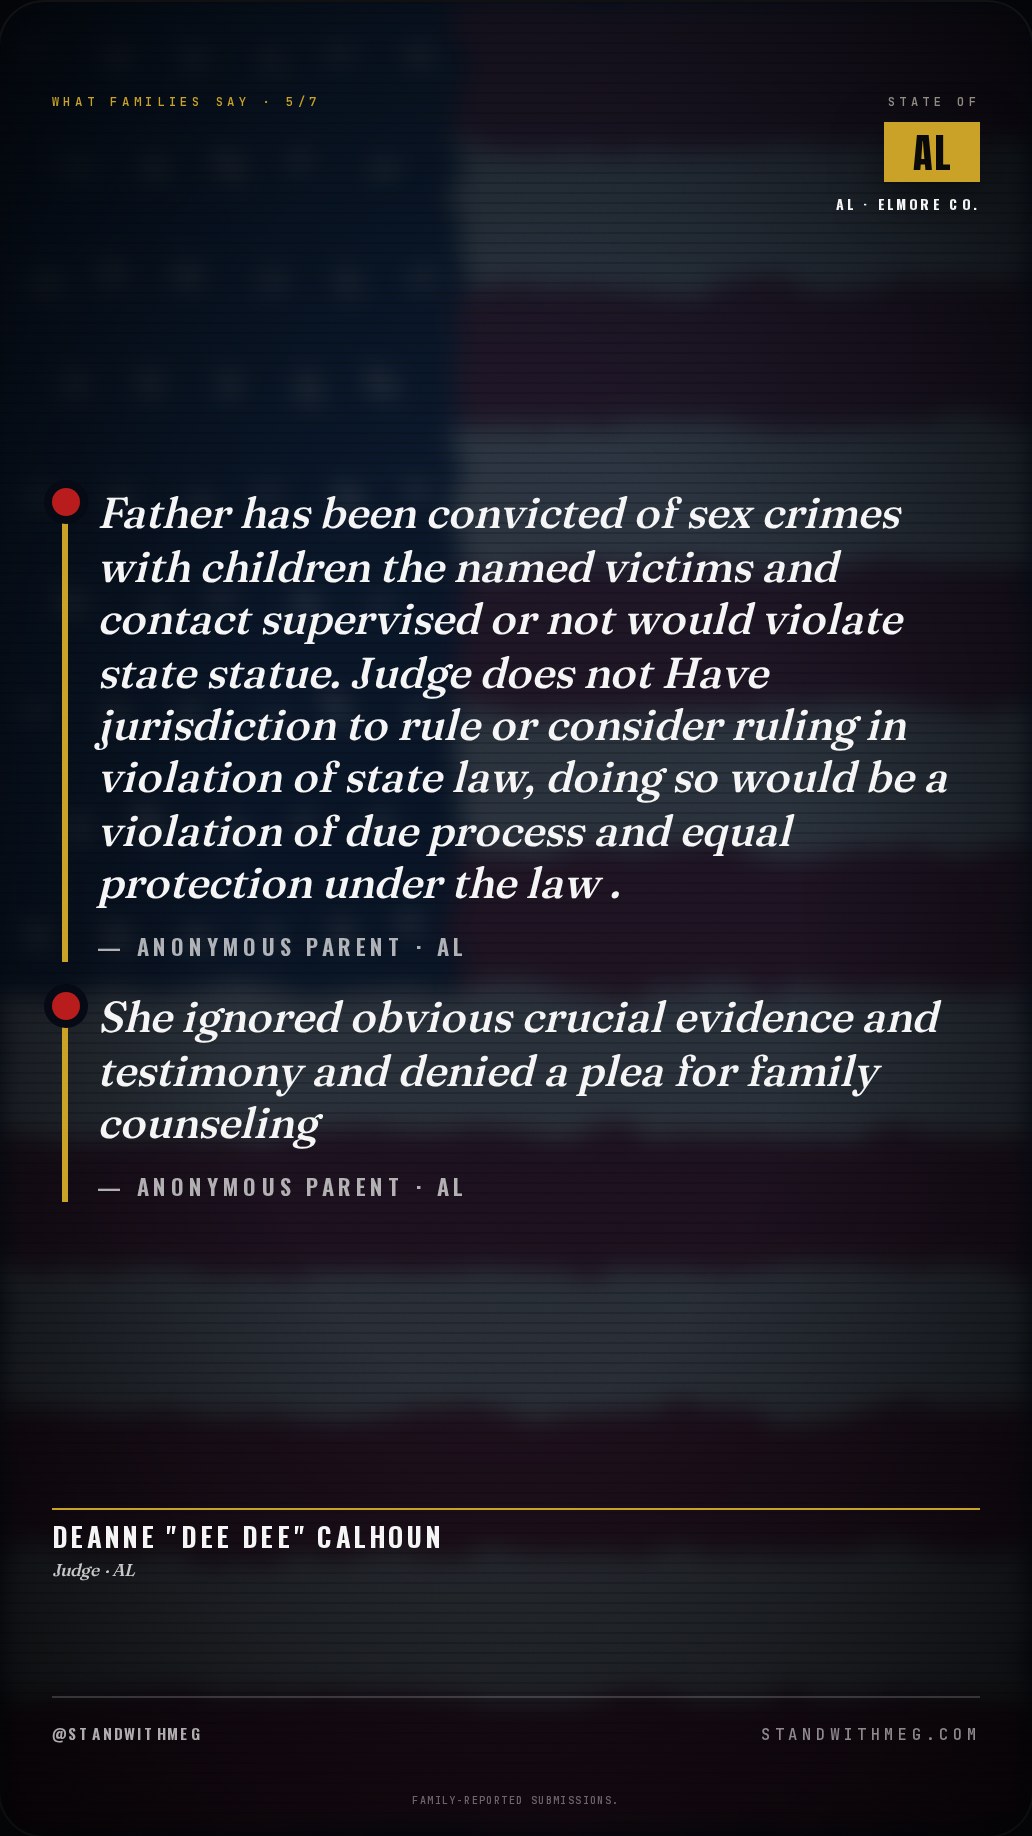 WHAT FAMILIES SAY · 5/7
STATE OF
AL
AL · ELMORE CO.
Father has been convicted of sex crimes
with children the named victims and
contact supervised or not would violate
state statue. Judge does not Have
jurisdiction to rule or consider ruling in
violation of state law, doing so would be a
violation of due process and equal
protection under the law .
— ANONYMOUS PARENT · AL
She ignored obvious crucial evidence and
testimony and denied a plea for family
counseling
— ANONYMOUS PARENT · AL
DEANNE "DEE DEE" CALHOUN
Judge · AL
@STANDWITHMEG
STANDWITHMEG.COM
FAMILY-REPORTED SUBMISSIONS.